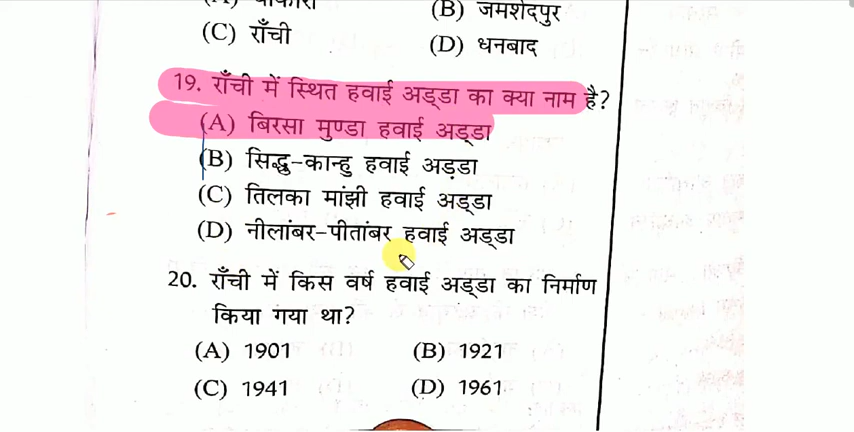 (B) जमशेदपुर
(C) राँची
(D) धनबाद
19. राँची में स्थित हवाई अड्डा का क्या नाम है?
(A) बिरसा मुण्डा हवाई अड्डा
(B) सिद्धु-कान्हु हवाई अड़डा
(C) तिलका मांझी हवाई अड्डा
(D) नीलांबर-पीतांबर हवाई अड्डा
20. राँची में किस वर्ष हवाई अड्डा का निर्माण
किया गया था?
(A) 1901
(B) 1921
(C) 1941
(D) 1961